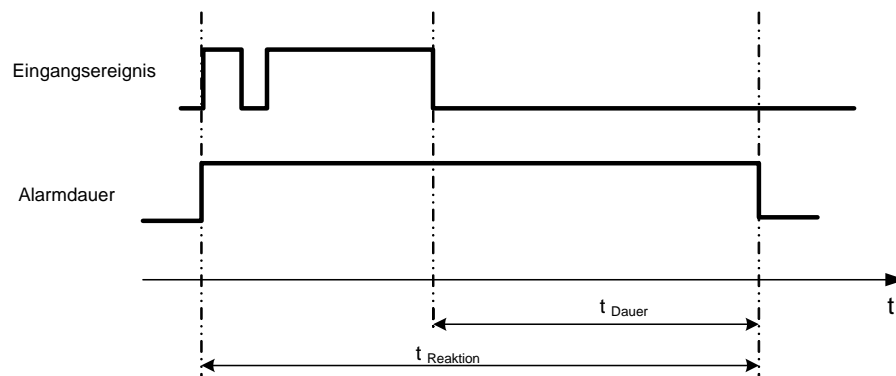 Eingangsereignis
Alarmdauer
t
t Dauer
t Reaktion